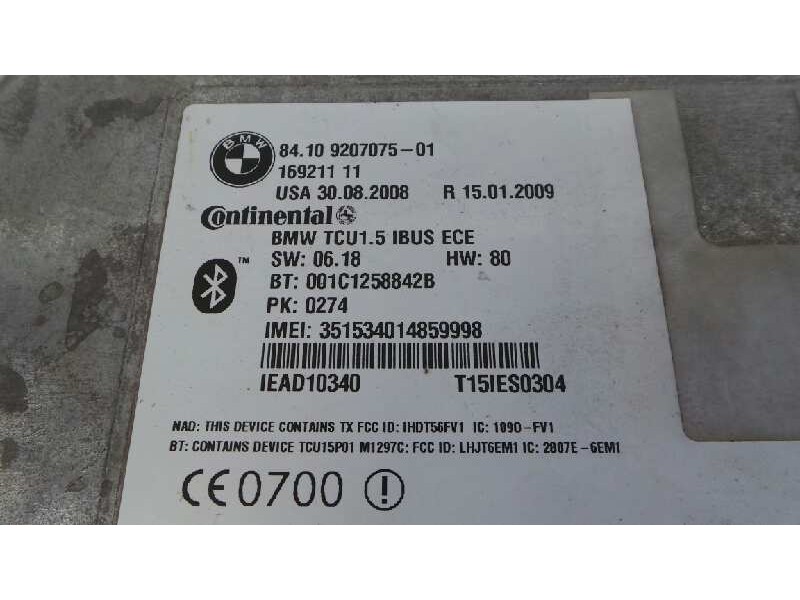 BMW
84.10 9207075-01
169211 11
USA 30.08.2008 R 15.01.2009
Continental
BMW TCU1.5 IBUS ECE
SW: 06.18 HW: 80
™
BT: 001C1258842B
PK: 0274
IMEI: 351534014859998
IEAD10340 T15IES0304
NAD: THIS DEVICE CONTAINS TX FCC ID: IHDT56FV1 IC: 1090-FV1
BT: CONTAINS DEVICE TCU15P01 M1297C: FCC ID: LHJT6EM1 IC: 2807E-6EM1
CE0700